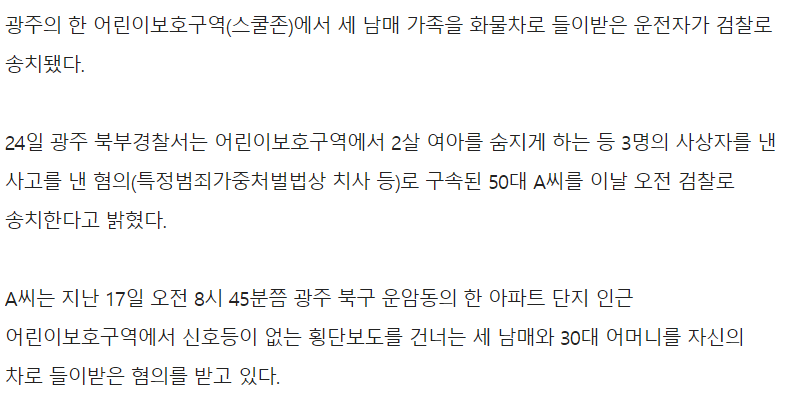 광주의 한 어린이보호구역(스쿨존)에서 세 남매 가족을 화물차로 들이받은 운전자가 검찰로
송치됐다.
24일 광주 북부경찰서는 어린이보호구역에서 2살 여아를 숨지게 하는 등 3명의 사상자를 낸
사고를 낸 혐의(특정범죄가중처벌법상 치사 등)로 구속된 50대 A씨를 이날 오전 검찰로
송치한다고 밝혔다.
A씨는 지난 17일 오전 8시 45분쯤 광주 북구 운암동의 한 아파트 단지 인근
어린이보호구역에서 신호등이 없는 횡단보도를 건너는 세 남매와 30대 어머니를 자신의
차로 들이받은 혐의를 받고 있다.